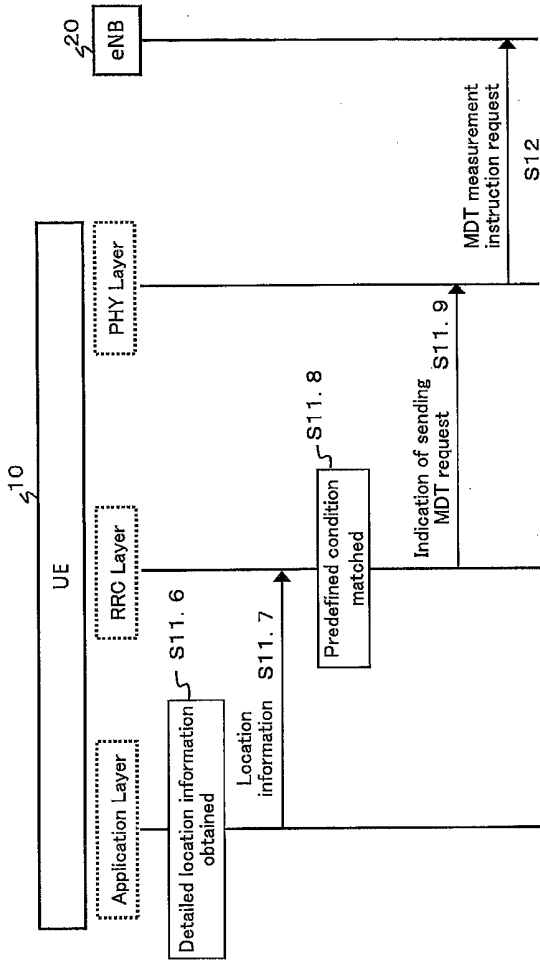 10
20
UE
eNB
Application Layer
RRC Layer
PHY Layer
Detailed location information
obtained
S11. 6
Location
information
S11. 7
Predefined condition
matched
S11. 8
Indication of sending
MDT request
S11. 9
MDT measurement
instruction request
S12